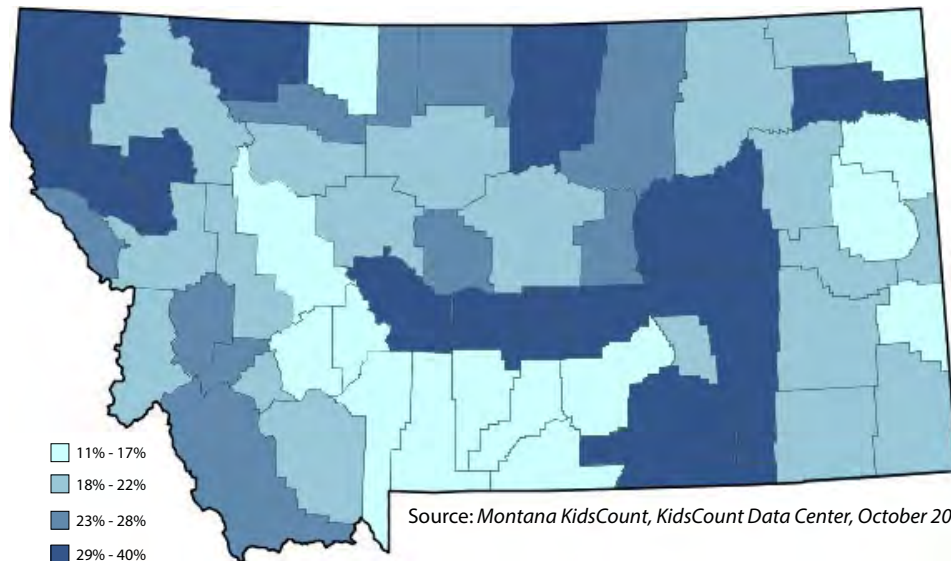 11% - 17%
18% - 22%
23% - 28%
29% - 40%
Source: Montana KidsCount, KidsCount Data Center, October 20